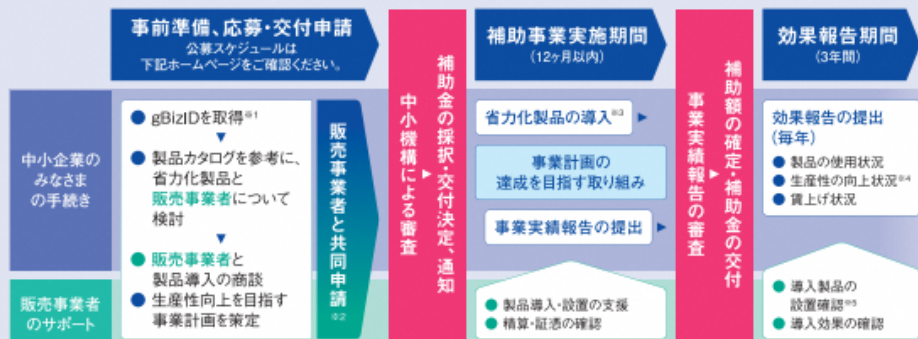 事前準備、応募・交付申請
公募スケジュールは
下記ホームページをご確認ください。
中小企業の
みなさま
の手続き
● gBizIDを取得※1
▼
● 製品カタログを参考に、
省力化製品と
販売事業者について
検討
▼
● 販売事業者と
製品導入の商談
● 生産性向上を目指す
事業計画を策定
販売事業者
のサポート
販売事業者と共同申請※2
中小機構による審査
▶
補助金の採択・交付決定、通知
補助事業実施期間
(12ヶ月以内)
省力化製品の導入※3 ▶
事業計画の
達成を目指す取り組み
事業実績報告の提出 ▶
● 製品導入・設置の支援
● 精算・証憑の確認
事業実績報告の審査
▶
補助額の確定・補助金の交付
効果報告期間
(3年間)
効果報告の提出
(毎年)
● 製品の使用状況
● 生産性の向上状況※4
● 賃上げ状況
● 導入製品の
設置確認※5
● 導入効果の確認